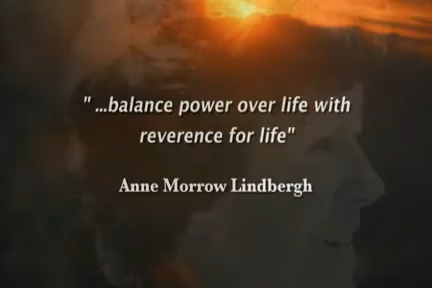 " ...balance power over life with
reverence for life"
Anne Morrow Lindbergh